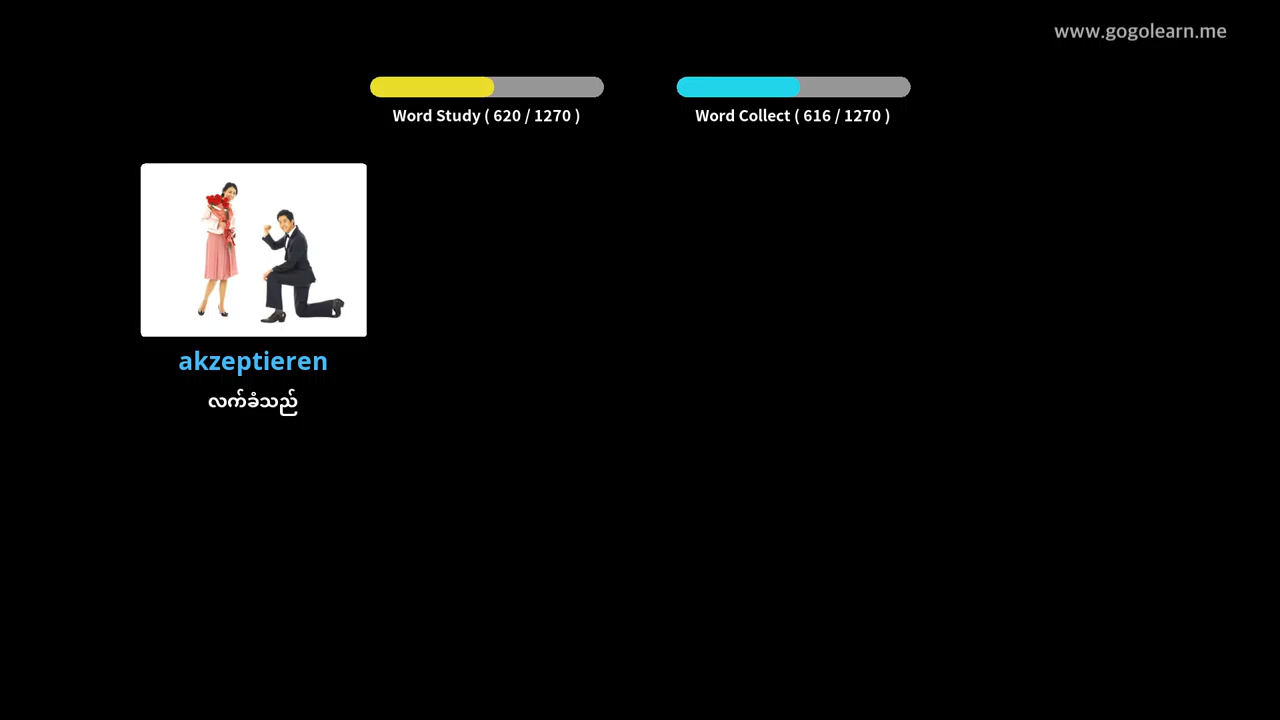 www.gogolearn.me
Word Study ( 620 / 1270 )
Word Collect ( 616 / 1270 )
akzeptieren
လက်ခံသည်